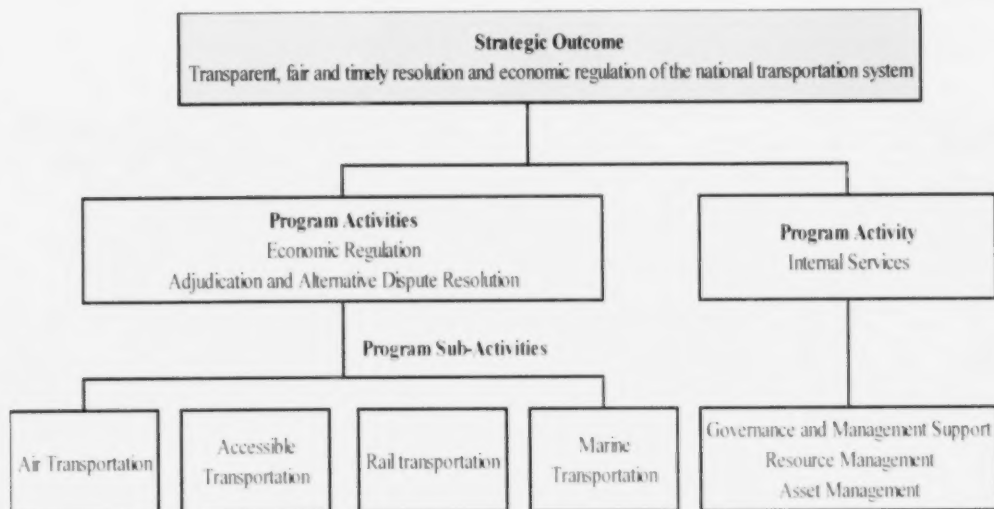 Strategic Outcome
Transparent, fair and timely resolution and economic regulation of the national transportation system
Program Activities
Economic Regulation
Adjudication and Alternative Dispute Resolution
Program Activity
Internal Services
Program Sub-Activities
Air Transportation
Accessible
Transportation
Rail transportation
Marine
Transportation
Governance and Management Support
Resource Management
Asset Management